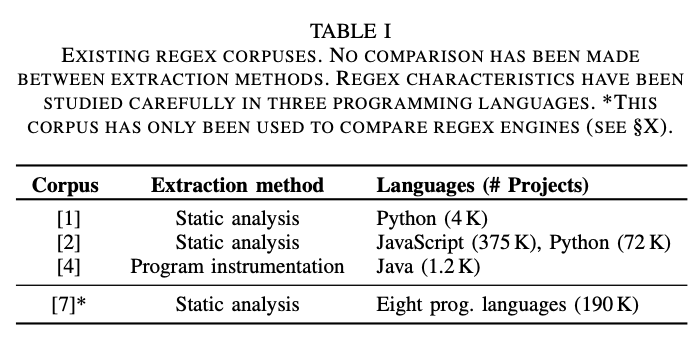 TABLE I
EXISTING REGEX CORPUSES. NO COMPARISON HAS BEEN MADE
BETWEEN EXTRACTION METHODS. REGEX CHARACTERISTICS HAVE BEEN
STUDIED CAREFULLY IN THREE PROGRAMMING LANGUAGES. *THIS
CORPUS HAS ONLY BEEN USED TO COMPARE REGEX ENGINES (SEE §X).
Corpus Extraction method Languages (# Projects)
[1] Static analysis Python (4 K)
[2] Static analysis JavaScript (375 K), Python (72 K)
[4] Program instrumentation Java (1.2 K)
[7]* Static analysis Eight prog. languages (190 K)